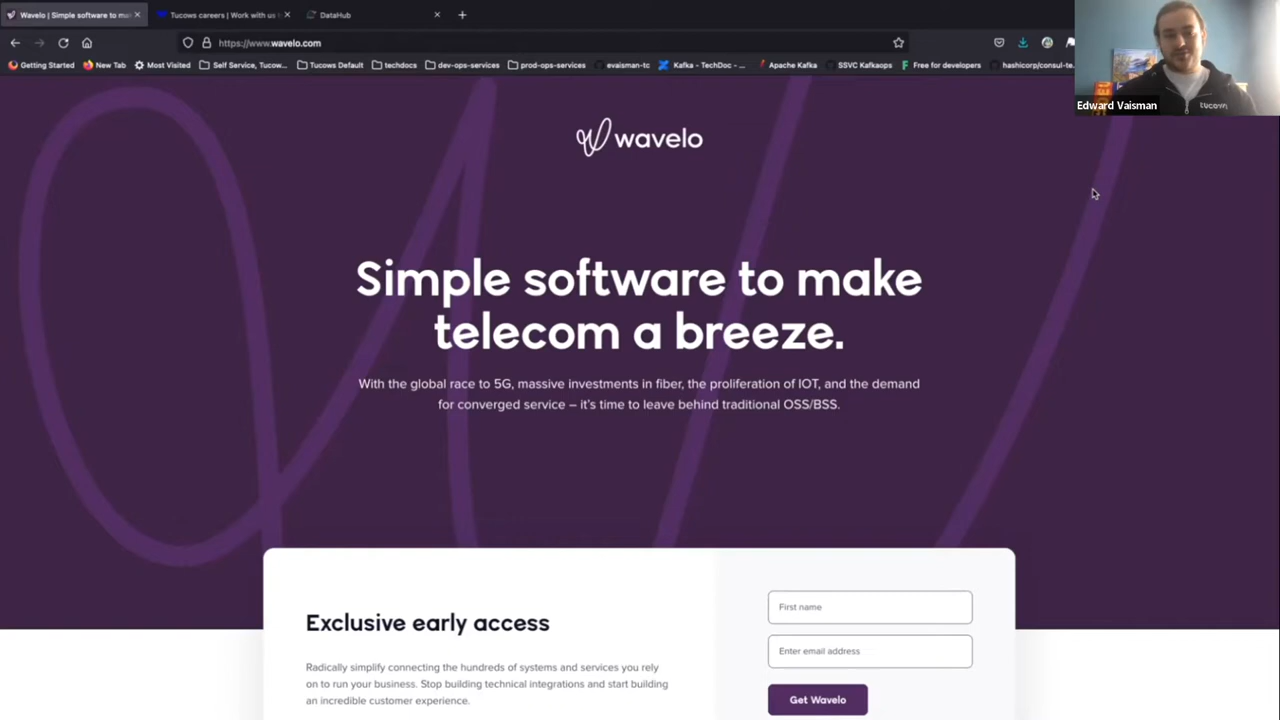 Wavelo | Simple software to ma
Tucows careers | Work with us
DataHub
https://www.wavelo.com
Getting Started
New Tab
Most Visited
Self Service, Tucow...
Tucows Default
techdocs
dev-ops-services
prod-ops-services
evaisman-tc
Kafka - TechDoc - ...
Apache Kafka
SSVC Kafkaops
Free for developers
hashicorp/consul-te
tucows
Edward Vaisman
wavelo
Simple software to make
telecom a breeze.
With the global race to 5G, massive investments in fiber, the proliferation of IOT, and the demand
for converged service – it's time to leave behind traditional OSS/BSS.
Exclusive early access
Radically simplify connecting the hundreds of systems and services you rely
on to run your business. Stop building technical integrations and start building
an incredible customer experience.
First name
Enter email address
Get Wavelo